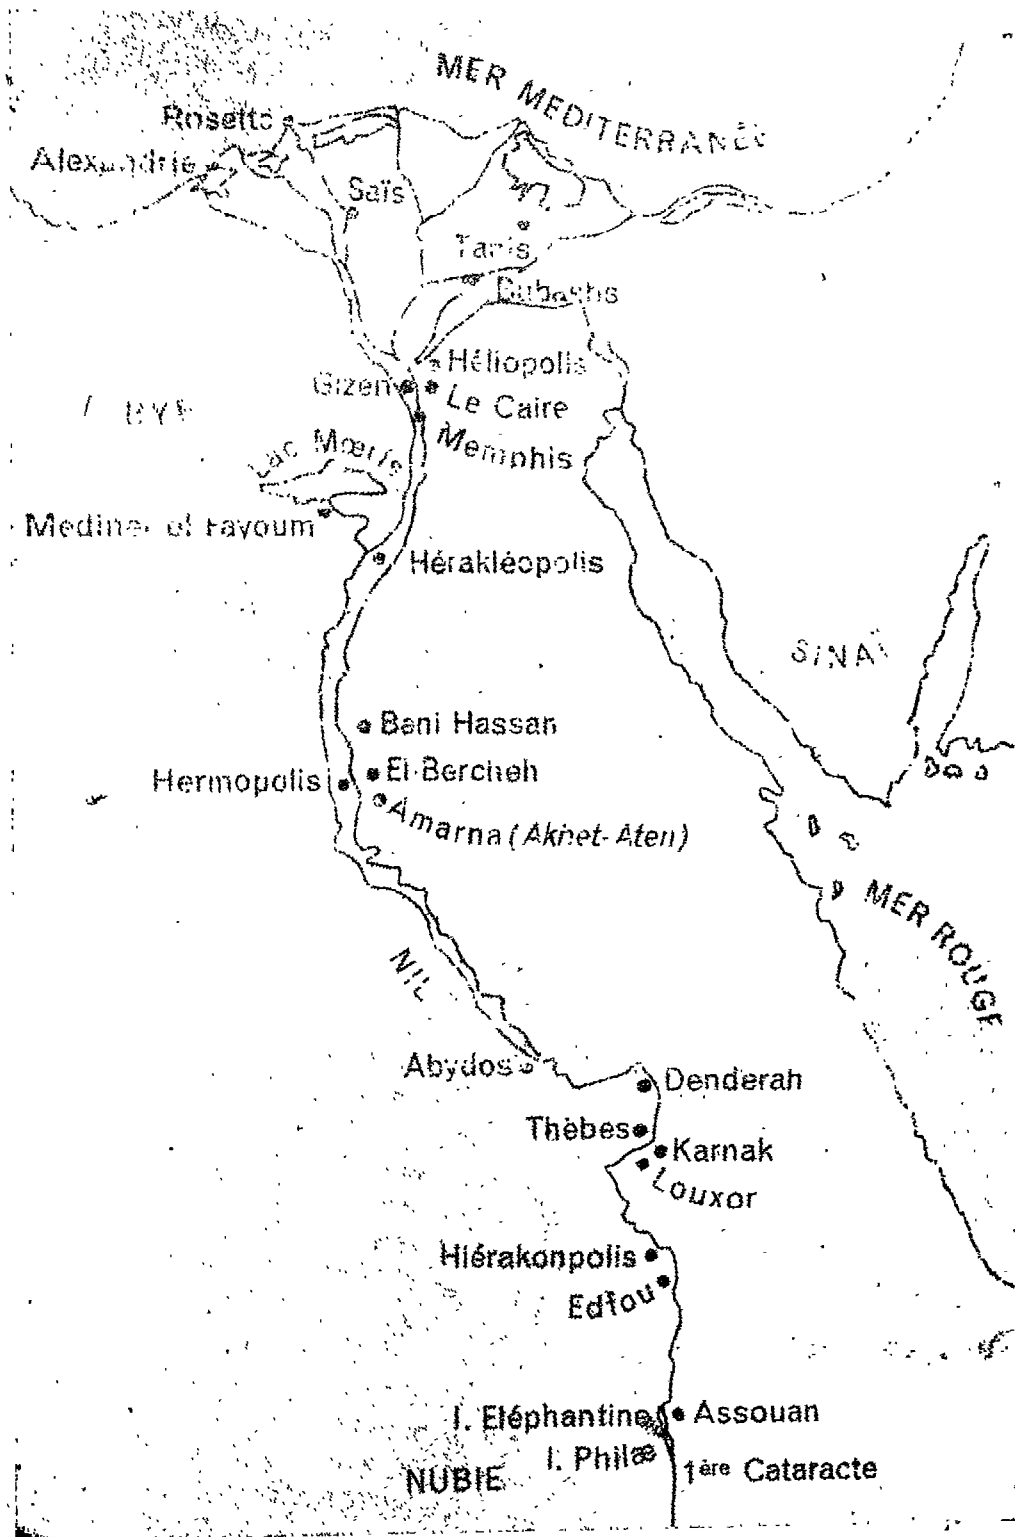 MER MEDITERRANÉE
Rosette
Alexandrie
Saïs
Tanis
Bubastis
Héliopolis
Gizeh
Le Caire
Memphis
Lac Mœris
Medinet el Fayoum
Hérakléopolis
SINAÏ
Beni Hassan
El Bercheh
Hermopolis
Amarna (Akhet-Aten)
MER ROUGE
NIL
Abydos
Denderah
Thèbes
Karnak
Louxor
Hiérakonpolis
Edfou
I. Eléphantine
Assouan
I. Philæ
1ère Cataracte
NUBIE